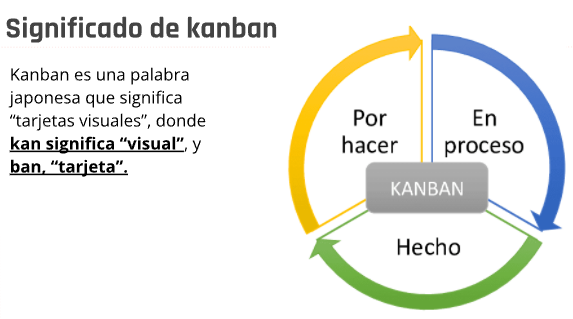 Significado de kanban
Kanban es una palabra
japonesa que significa
“tarjetas visuales”, donde
kan significa “visual”, y
ban, “tarjeta”.
Por
hacer
En
proceso
KANBAN
Hecho